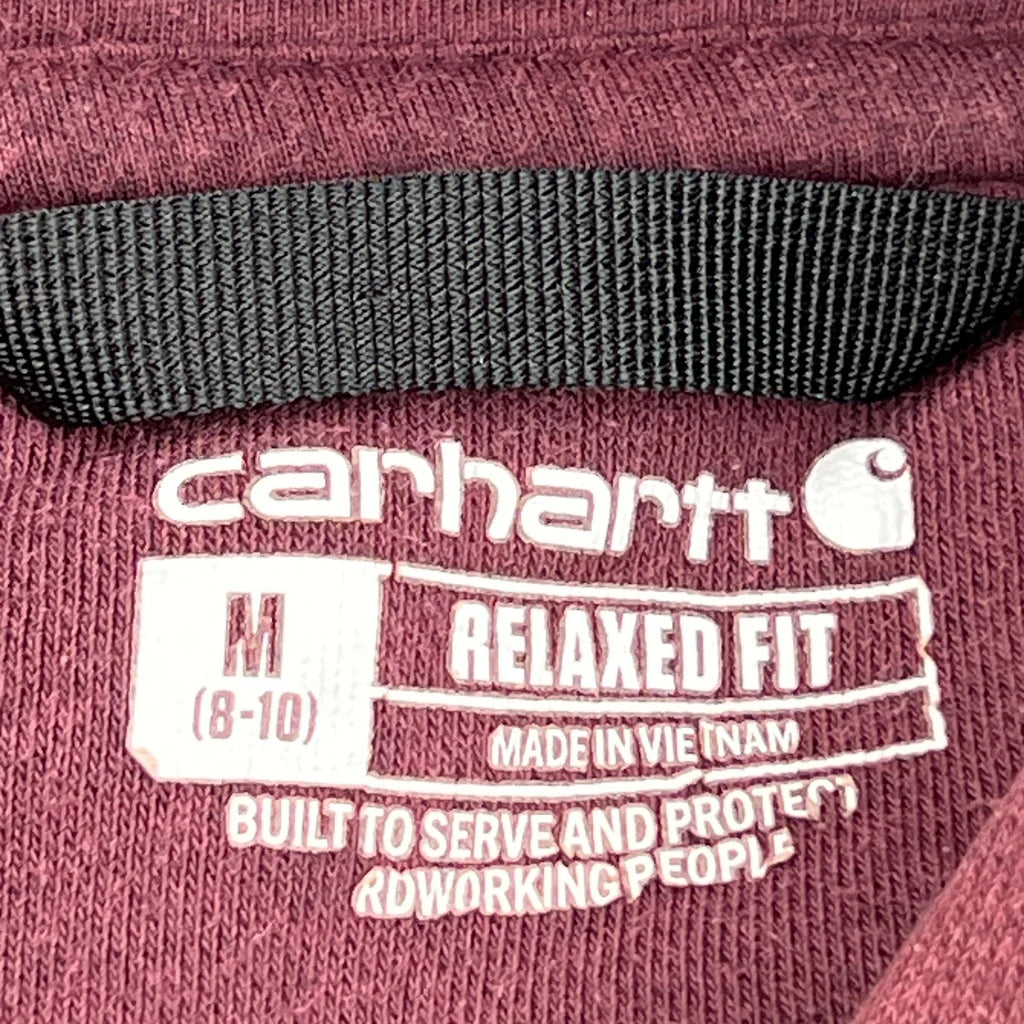 carhartt
M
(8-10)
RELAXED FIT
MADE IN VIETNAM
BUILT TO SERVE AND PROTECT
RDWORKING PEOPLE